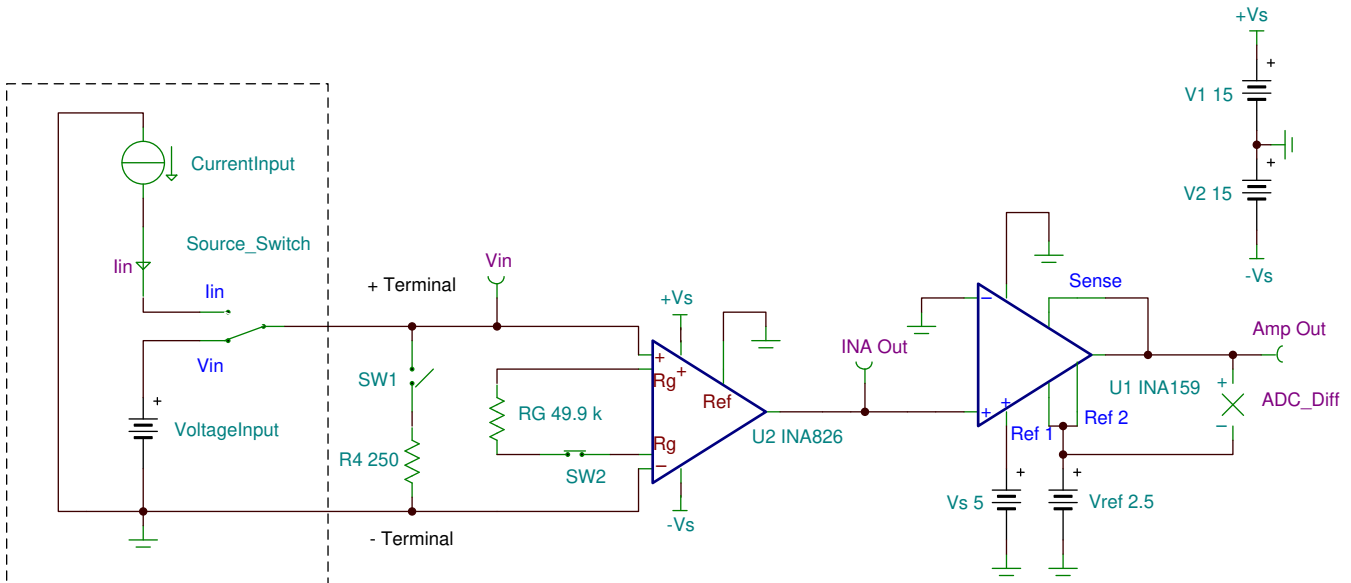 +Vs
+
V1 15
+
V2 15
-Vs
CurrentInput
Source_Switch
Iin
Iin
Vin
+
VoltageInput
+ Terminal
Vin
SW1
R4 250
- Terminal
RG 49.9 k
SW2
+Vs
+
+
Rg
Ref
Rg
−
-Vs
U2 INA826
INA Out
−
+
+
Sense
Ref 1
Ref 2
U1 INA159
Amp Out
+
ADC_Diff
−
+
Vs 5
+
Vref 2.5